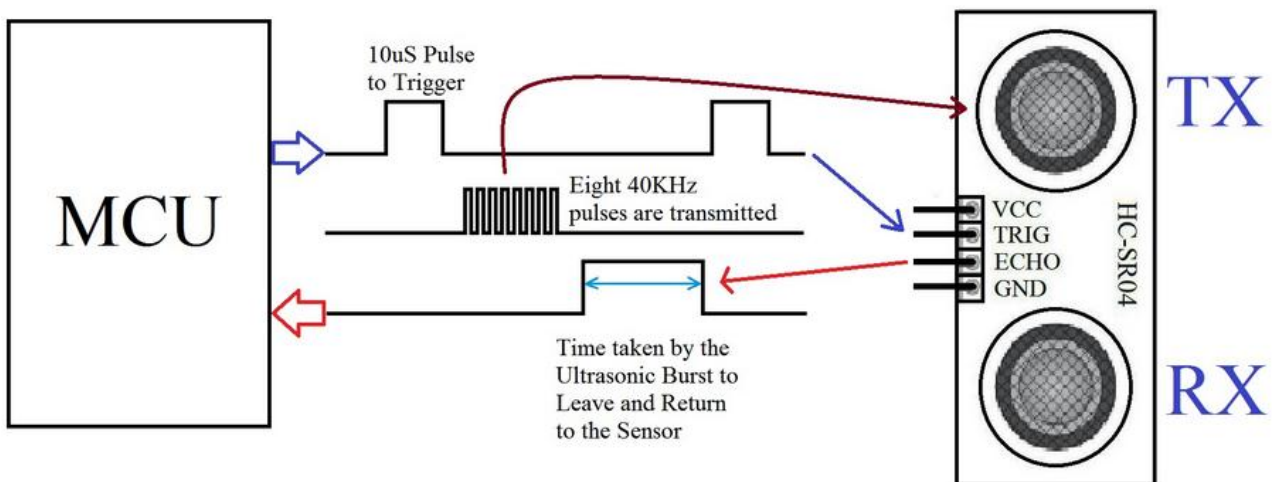 10uS Pulse
to Trigger
TX
MCU
Eight 40KHz
pulses are transmitted
VCC
TRIG
ECHO
GND
HC-SR04
Time taken by the
Ultrasonic Burst to
Leave and Return
to the Sensor
RX